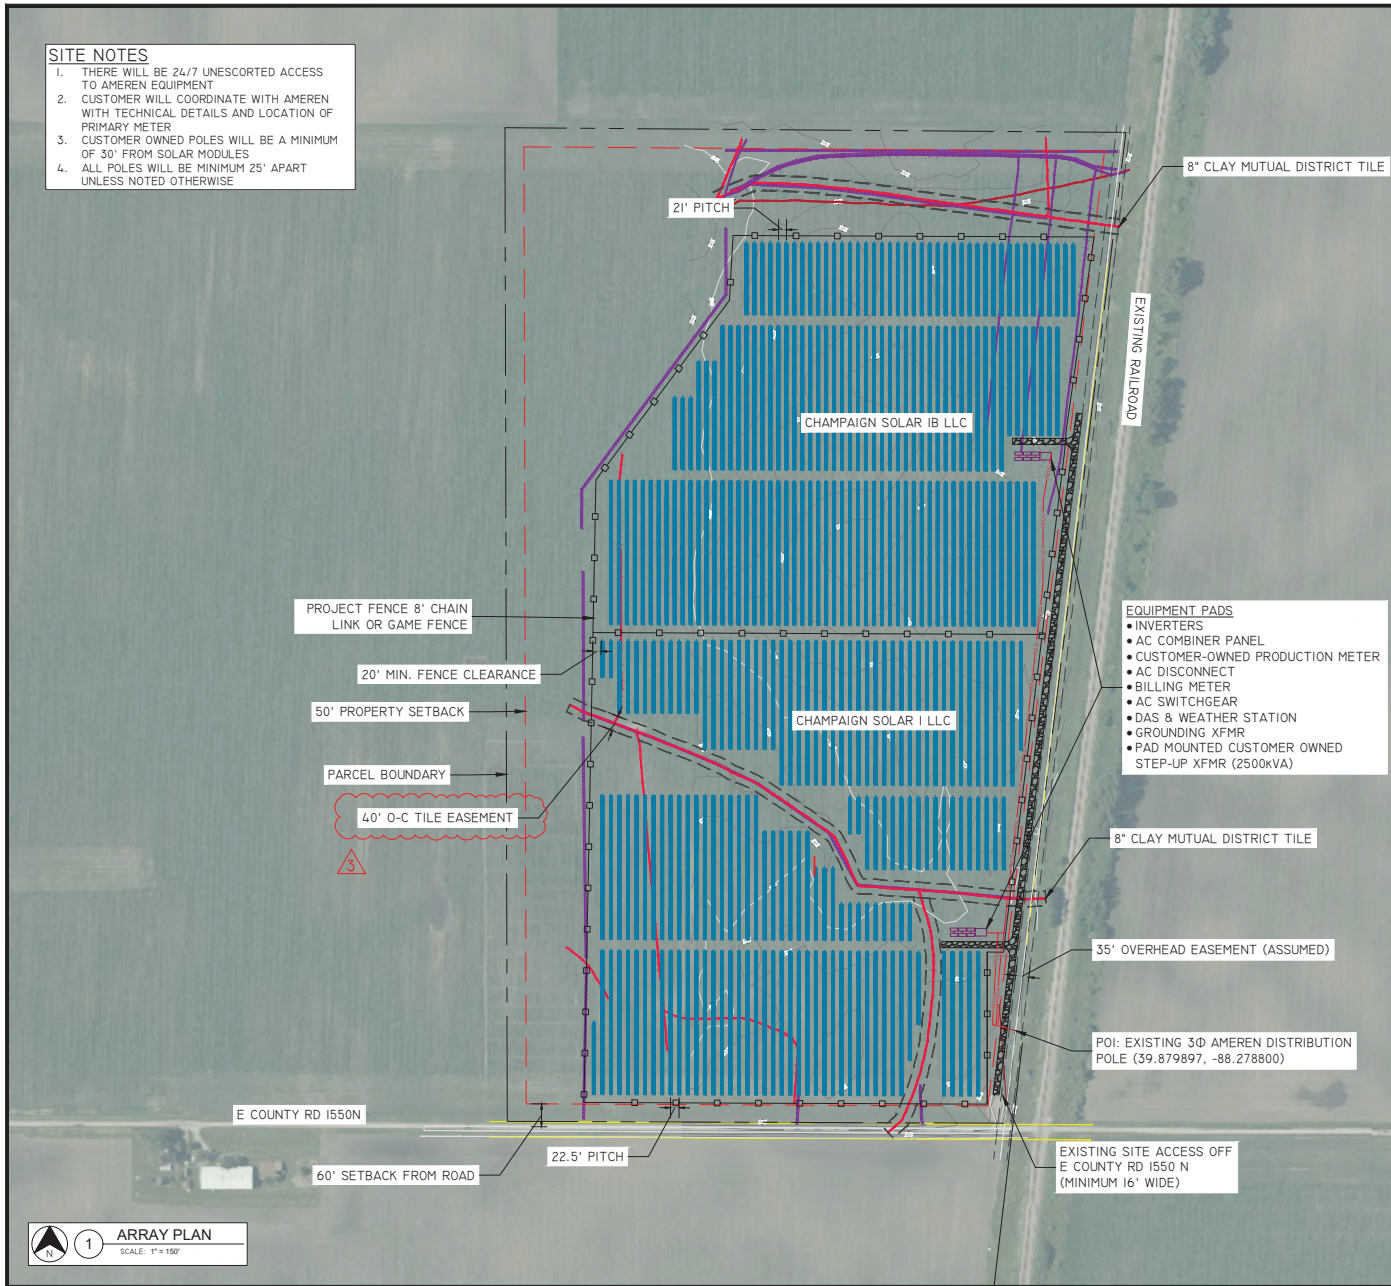 SITE NOTES
1. THERE WILL BE 24/7 UNESCORTED ACCESS
TO AMEREN EQUIPMENT
2. CUSTOMER WILL COORDINATE WITH AMEREN
WITH TECHNICAL DETAILS AND LOCATION OF
PRIMARY METER
3. CUSTOMER OWNED POLES WILL BE A MINIMUM
OF 30' FROM SOLAR MODULES
4. ALL POLES WILL BE MINIMUM 25' APART
UNLESS NOTED OTHERWISE
8" CLAY MUTUAL DISTRICT TILE
21' PITCH
EXISTING RAILROAD
CHAMPAIGN SOLAR 1B LLC
PROJECT FENCE 8' CHAIN
LINK OR GAME FENCE
EQUIPMENT PADS
• INVERTERS
• AC COMBINER PANEL
• CUSTOMER-OWNED PRODUCTION METER
• AC DISCONNECT
• BILLING METER
• AC SWITCHGEAR
• DAS & WEATHER STATION
• GROUNDING XFMR
• PAD MOUNTED CUSTOMER OWNED
STEP-UP XFMR (2500kVA)
20' MIN. FENCE CLEARANCE
50' PROPERTY SETBACK
CHAMPAIGN SOLAR 1 LLC
PARCEL BOUNDARY
40' O-C TILE EASEMENT
3
8" CLAY MUTUAL DISTRICT TILE
35' OVERHEAD EASEMENT (ASSUMED)
POI: EXISTING 3Φ AMEREN DISTRIBUTION
POLE (39.879897, -88.278800)
E COUNTY RD 1550N
22.5' PITCH
60' SETBACK FROM ROAD
EXISTING SITE ACCESS OFF
E COUNTY RD 1550 N
(MINIMUM 16' WIDE)
N
1
ARRAY PLAN
SCALE: 1" = 150'